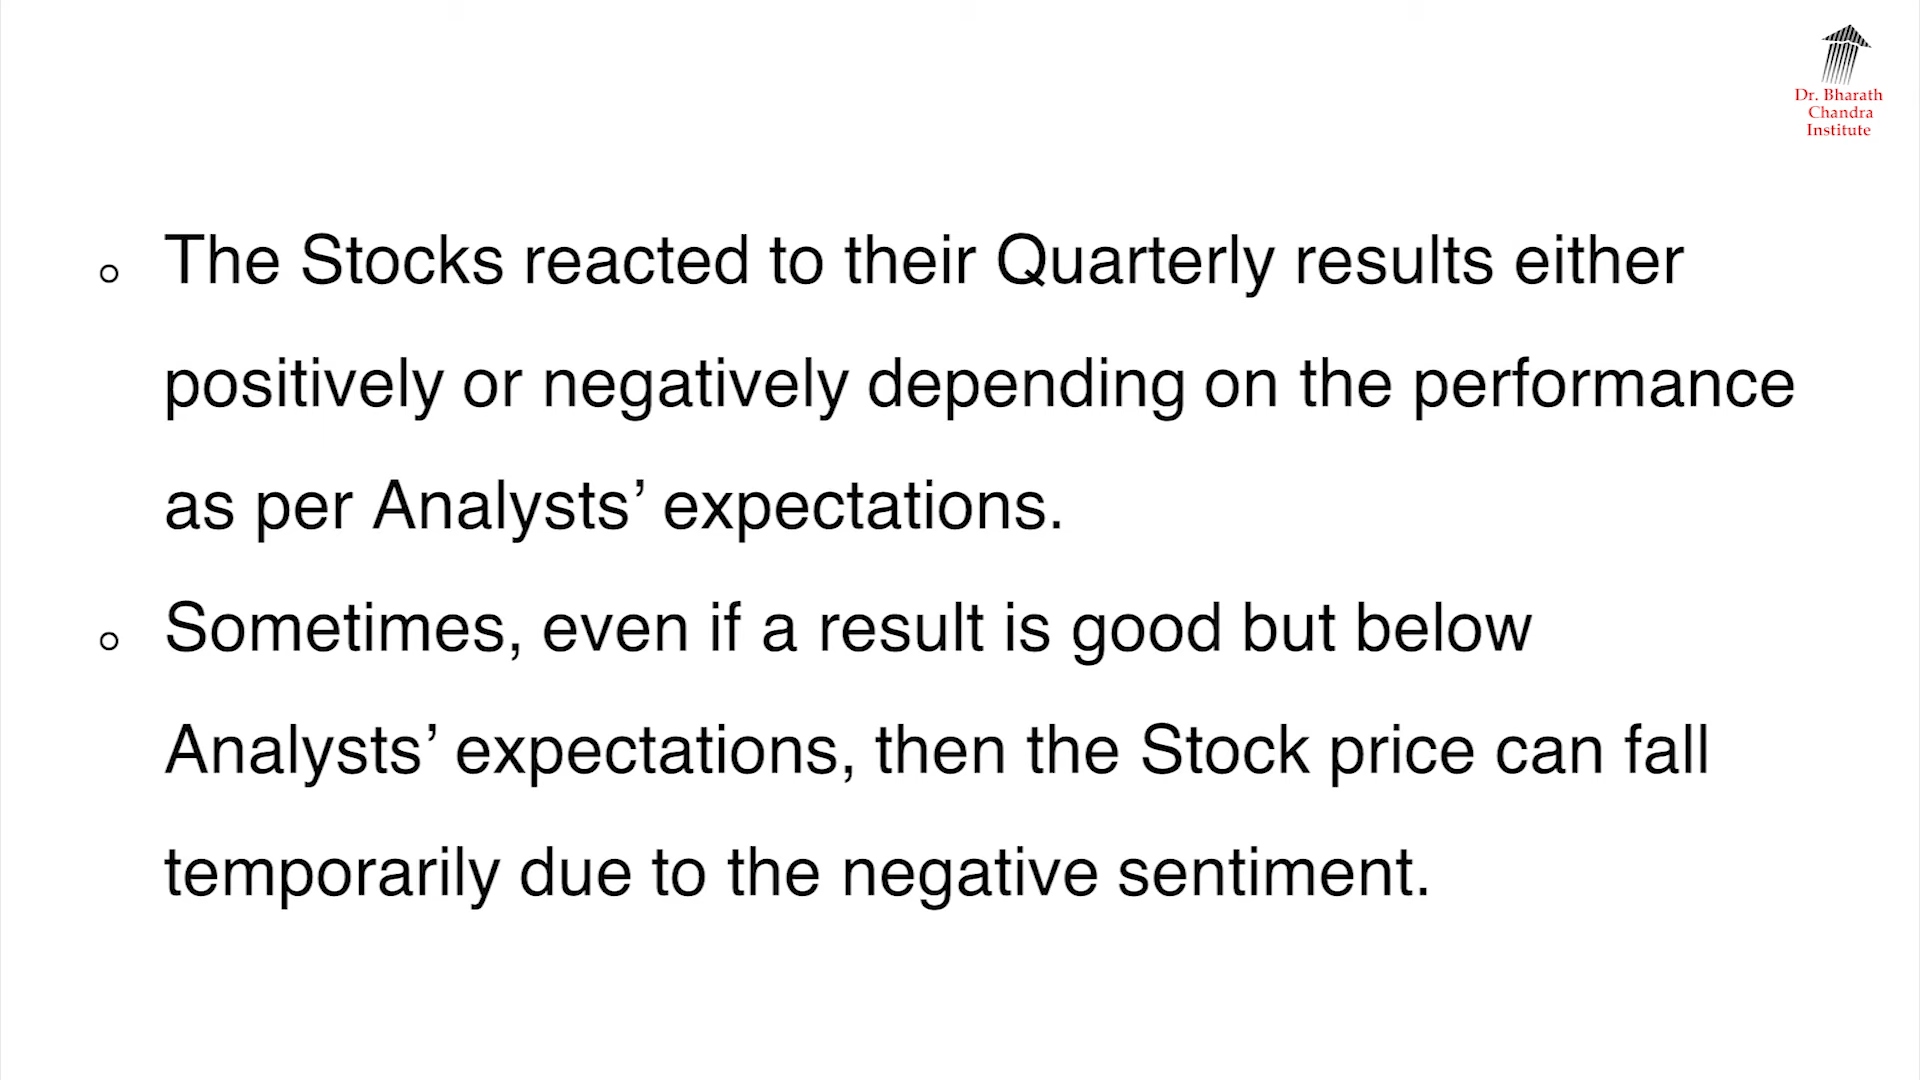 Dr. Bharath
Chandra
Institute
The Stocks reacted to their Quarterly results either
positively or negatively depending on the performance
as per Analysts’ expectations.
Sometimes, even if a result is good but below
Analysts’ expectations, then the Stock price can fall
temporarily due to the negative sentiment.